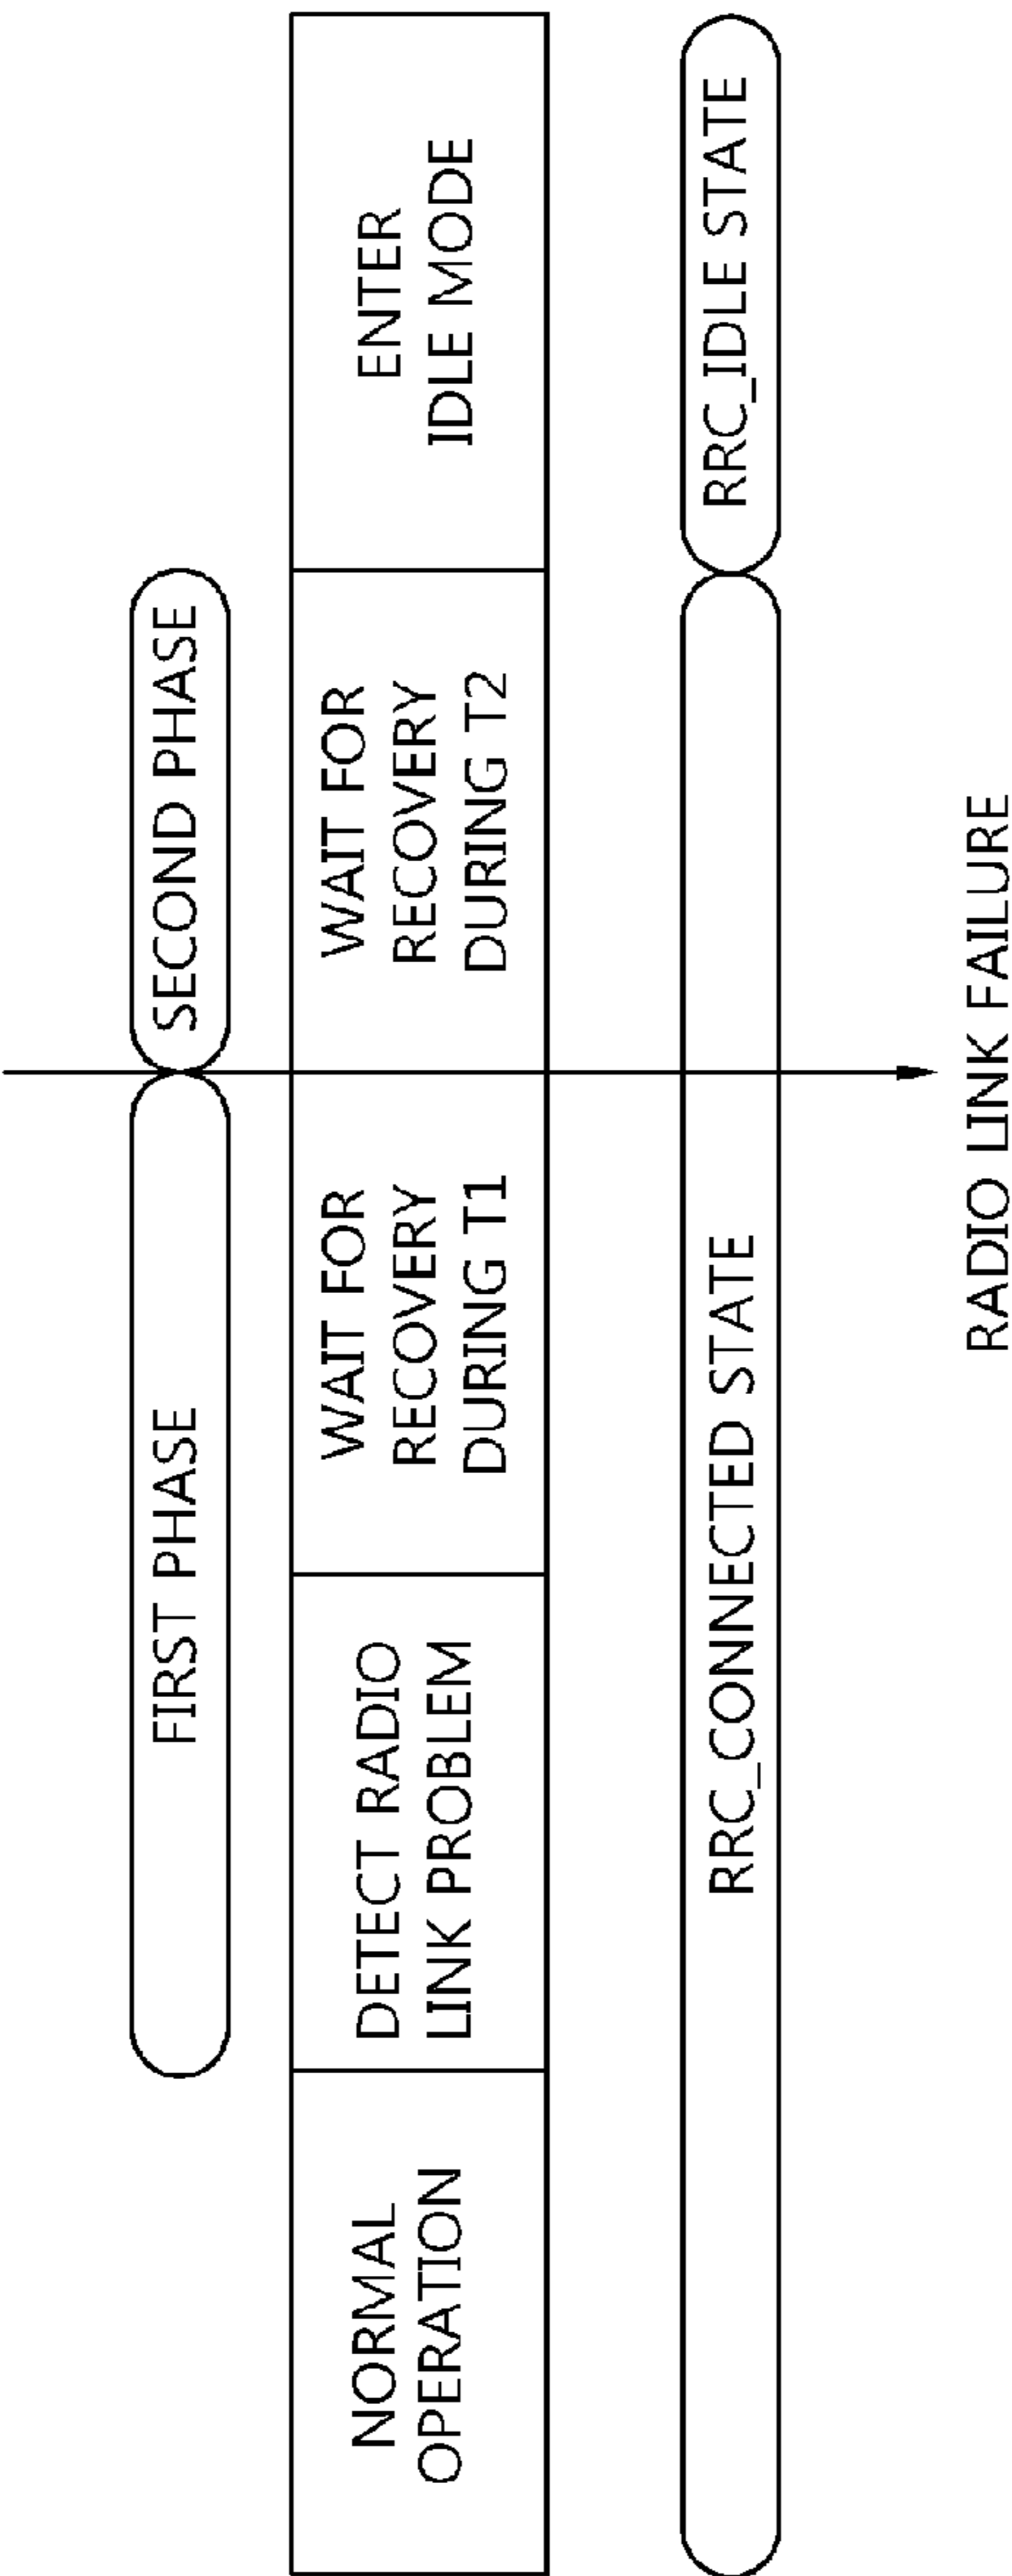 FIRST PHASE
SECOND PHASE
NORMAL
OPERATION
DETECT RADIO
LINK PROBLEM
WAIT FOR
RECOVERY
DURING T1
WAIT FOR
RECOVERY
DURING T2
ENTER
IDLE MODE
RRC_CONNECTED STATE
RRC_IDLE STATE
RADIO LINK FAILURE